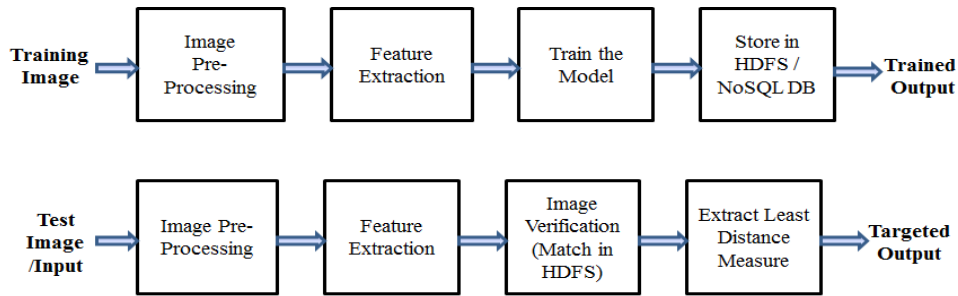 Training
Image
Image
Pre-
Processing
Feature
Extraction
Train the
Model
Store in
HDFS /
NoSQL DB
Trained
Output
Test
Image
/Input
Image Pre-
Processing
Feature
Extraction
Image
Verification
(Match in
HDFS)
Extract Least
Distance
Measure
Targeted
Output